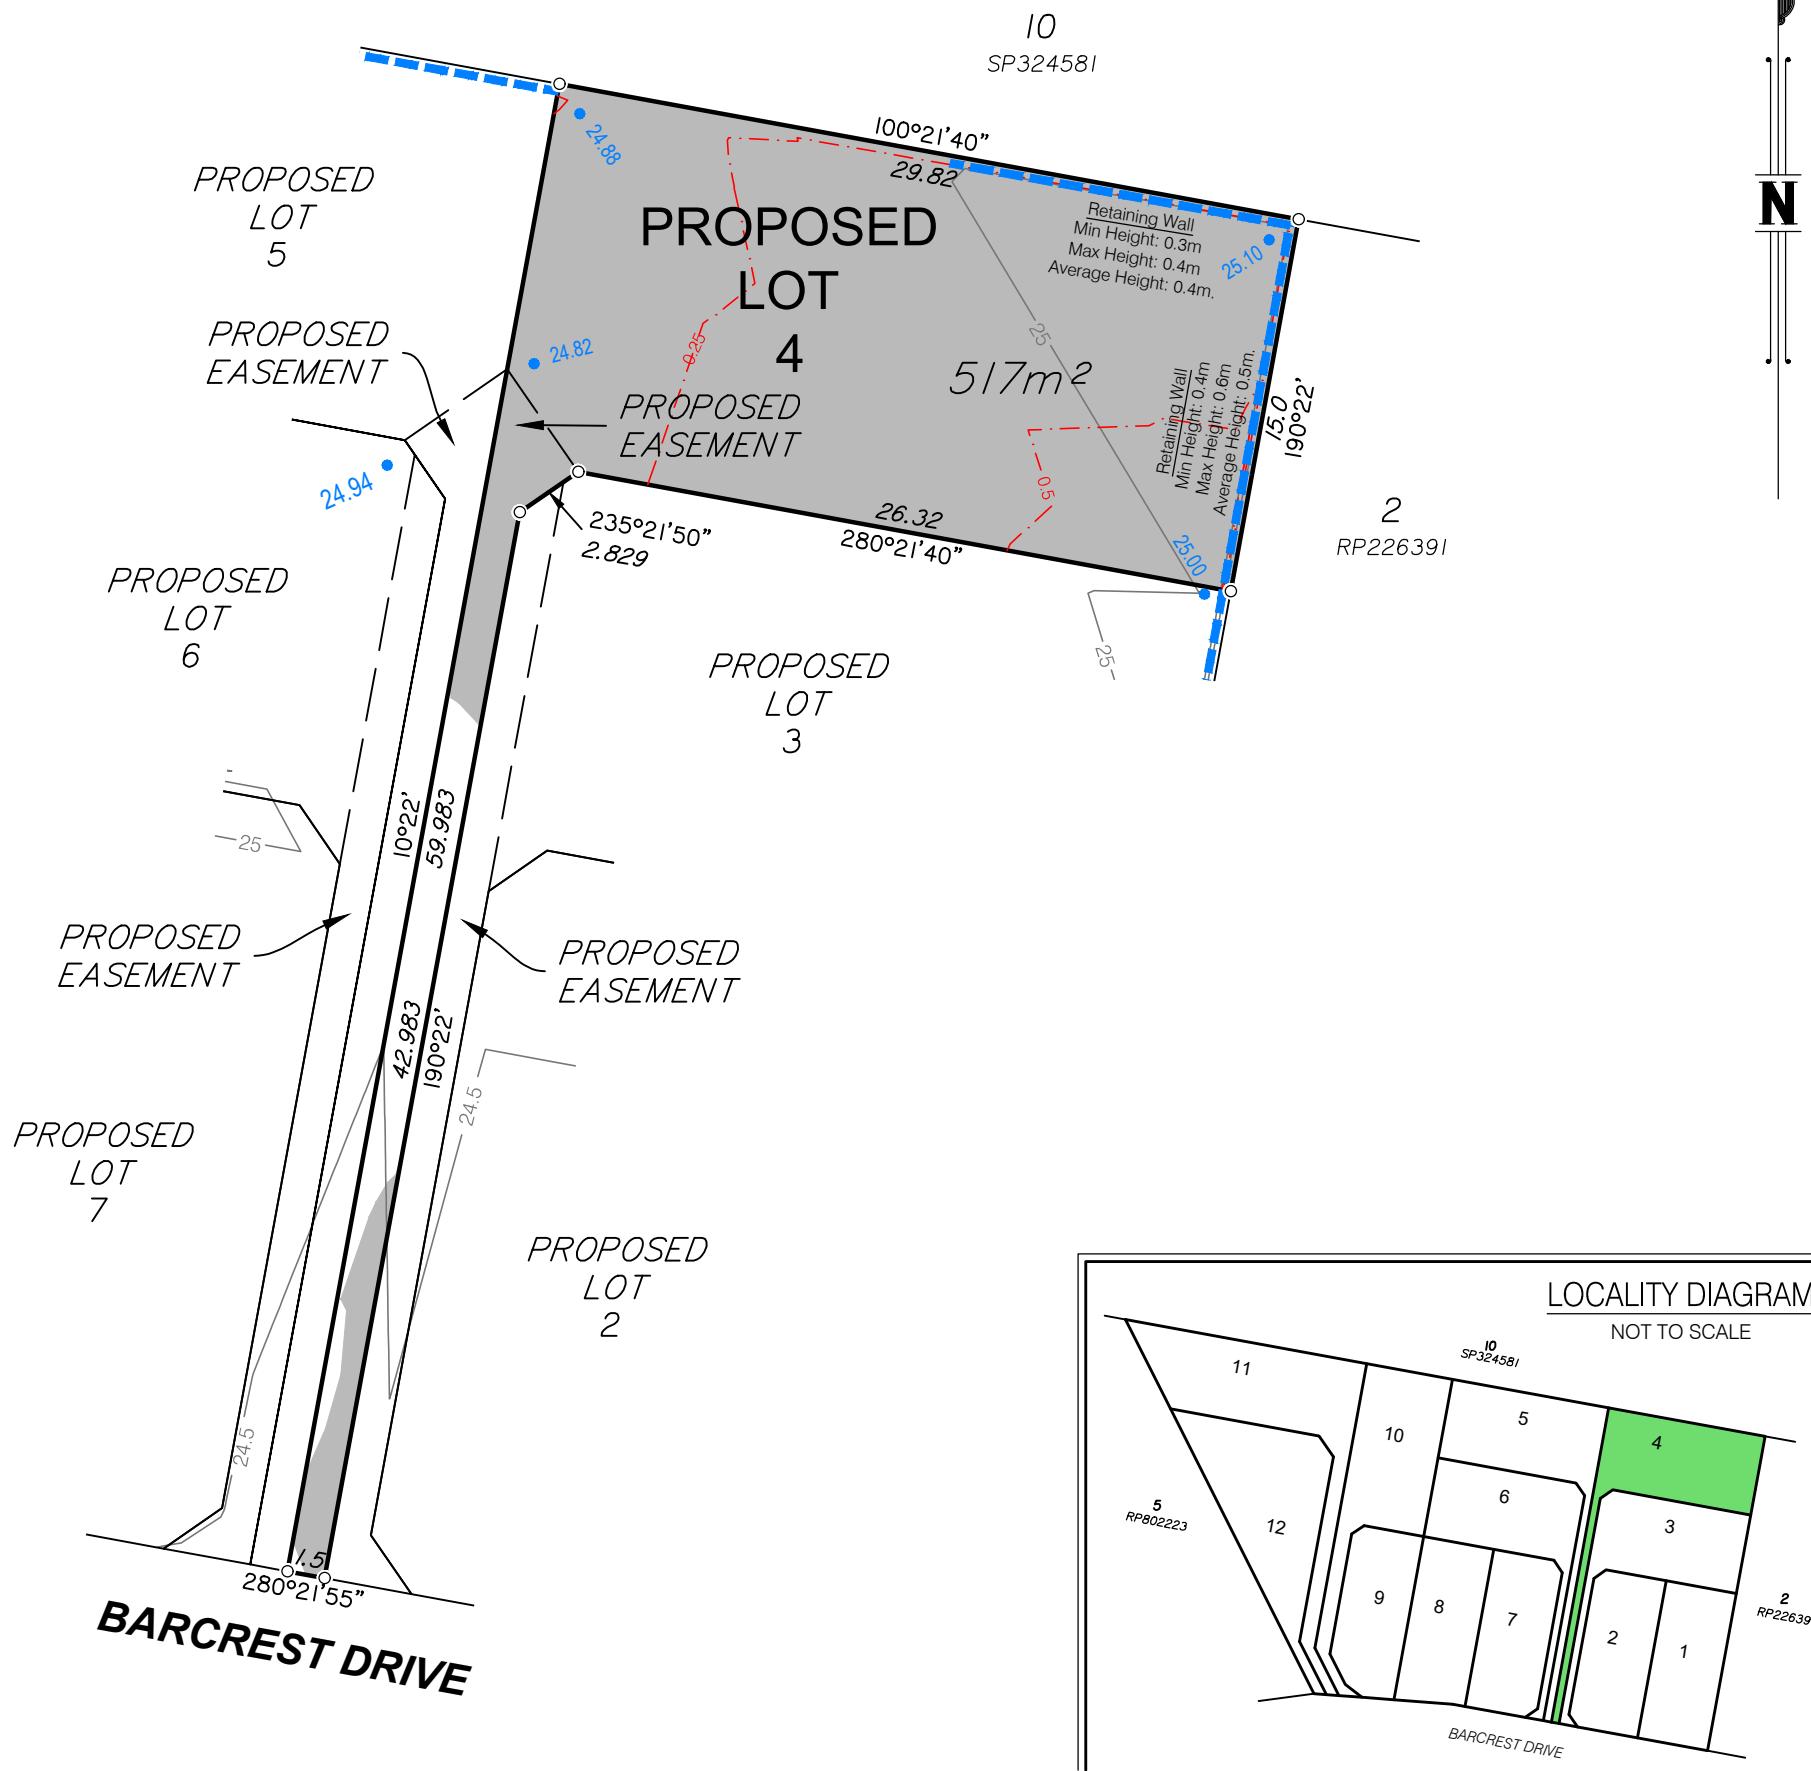 10
SP324581
N
100°21'40"
29.82
24.88
PROPOSED
LOT
5
PROPOSED
LOT
4
Retaining Wall
Min Height: 0.3m
Max Height: 0.4m
Average Height: 0.4m.
25.10
PROPOSED
EASEMENT
24.82
0.25
25
517m²
PROPOSED
EASEMENT
Retaining Wall
Min Height: 0.4m
Max Height: 0.6m
Average Height: 0.5m.
15.0
190°22'
24.94
0.5
26.32
280°21'40"
235°21'50"
2.829
25.00
2
RP226391
PROPOSED
LOT
6
PROPOSED
LOT
3
25
25
10°22'
59.983
PROPOSED
EASEMENT
PROPOSED
EASEMENT
42.983
190°22'
24.5
PROPOSED
LOT
7
PROPOSED
LOT
2
24.5
1.5
280°21'55"
BARCREST DRIVE
LOCALITY DIAGRAM
NOT TO SCALE
10
SP324581
11
10
5
4
5
RP802223
12
6
3
9
8
7
2
1
2
RP22639
BARCREST DRIVE